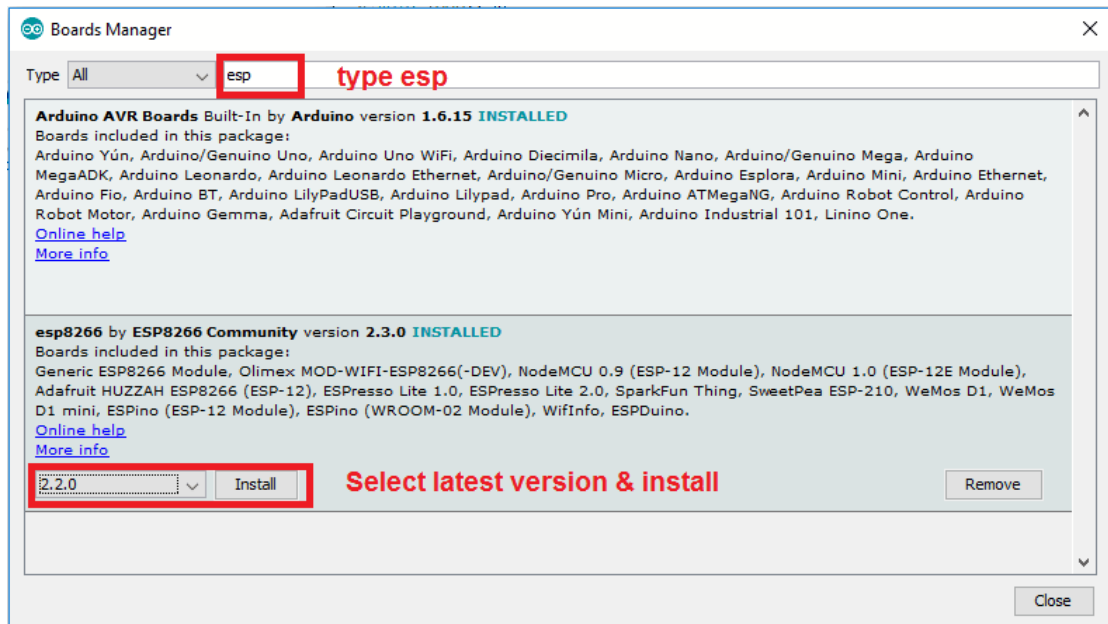 Boards Manager
Type All esp type esp
Arduino AVR Boards Built-In by Arduino version 1.6.15 INSTALLED
Boards included in this package:
Arduino Yún, Arduino/Genuino Uno, Arduino Uno WiFi, Arduino Diecimila, Arduino Nano, Arduino/Genuino Mega, Arduino
MegaADK, Arduino Leonardo, Arduino Leonardo Ethernet, Arduino/Genuino Micro, Arduino Esplora, Arduino Mini, Arduino Ethernet,
Arduino Fio, Arduino BT, Arduino LilyPadUSB, Arduino Lilypad, Arduino Pro, Arduino ATMegaNG, Arduino Robot Control, Arduino
Robot Motor, Arduino Gemma, Adafruit Circuit Playground, Arduino Yún Mini, Arduino Industrial 101, Linino One.
Online help
More info
esp8266 by ESP8266 Community version 2.3.0 INSTALLED
Boards included in this package:
Generic ESP8266 Module, Olimex MOD-WIFI-ESP8266(-DEV), NodeMCU 0.9 (ESP-12 Module), NodeMCU 1.0 (ESP-12E Module),
Adafruit HUZZAH ESP8266 (ESP-12), ESPresso Lite 1.0, ESPresso Lite 2.0, SparkFun Thing, SweetPea ESP-210, WeMos D1, WeMos
D1 mini, ESPino (ESP-12 Module), ESPino (WROOM-02 Module), WifInfo, ESPDuino.
Online help
More info
2.2.0 Install Select latest version & install Remove
Close